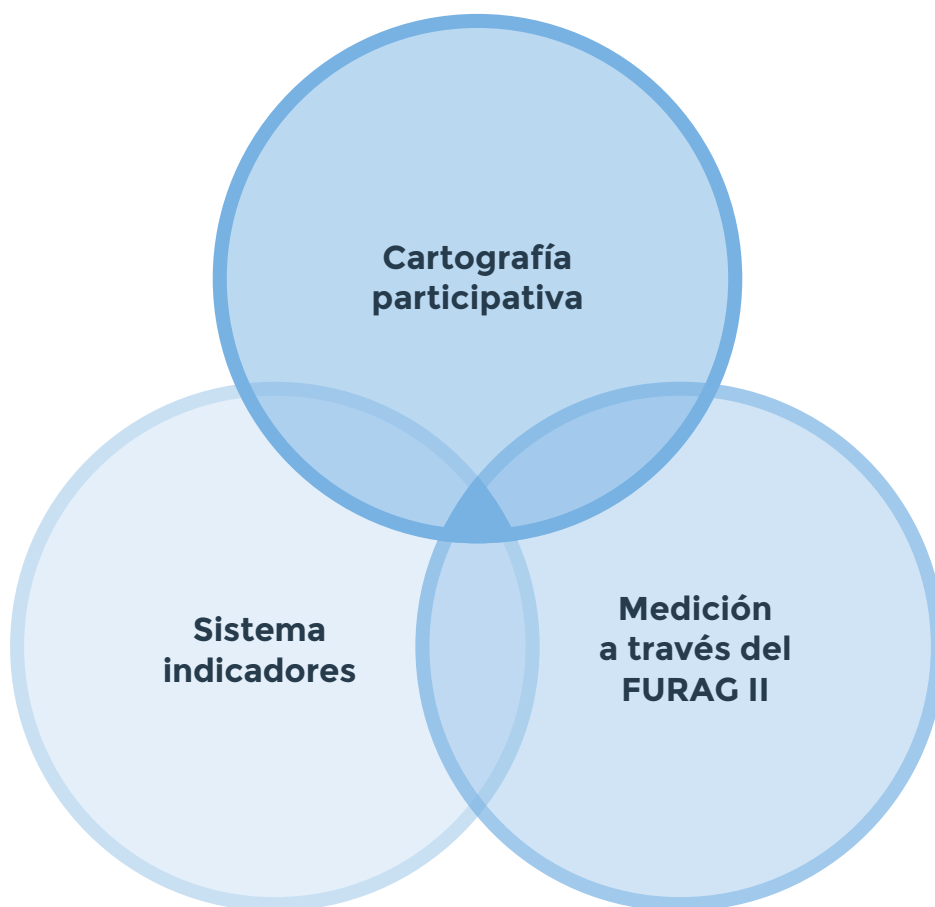 Cartografía
participativa
Sistema
indicadores
Medición
a través del
FURAG II